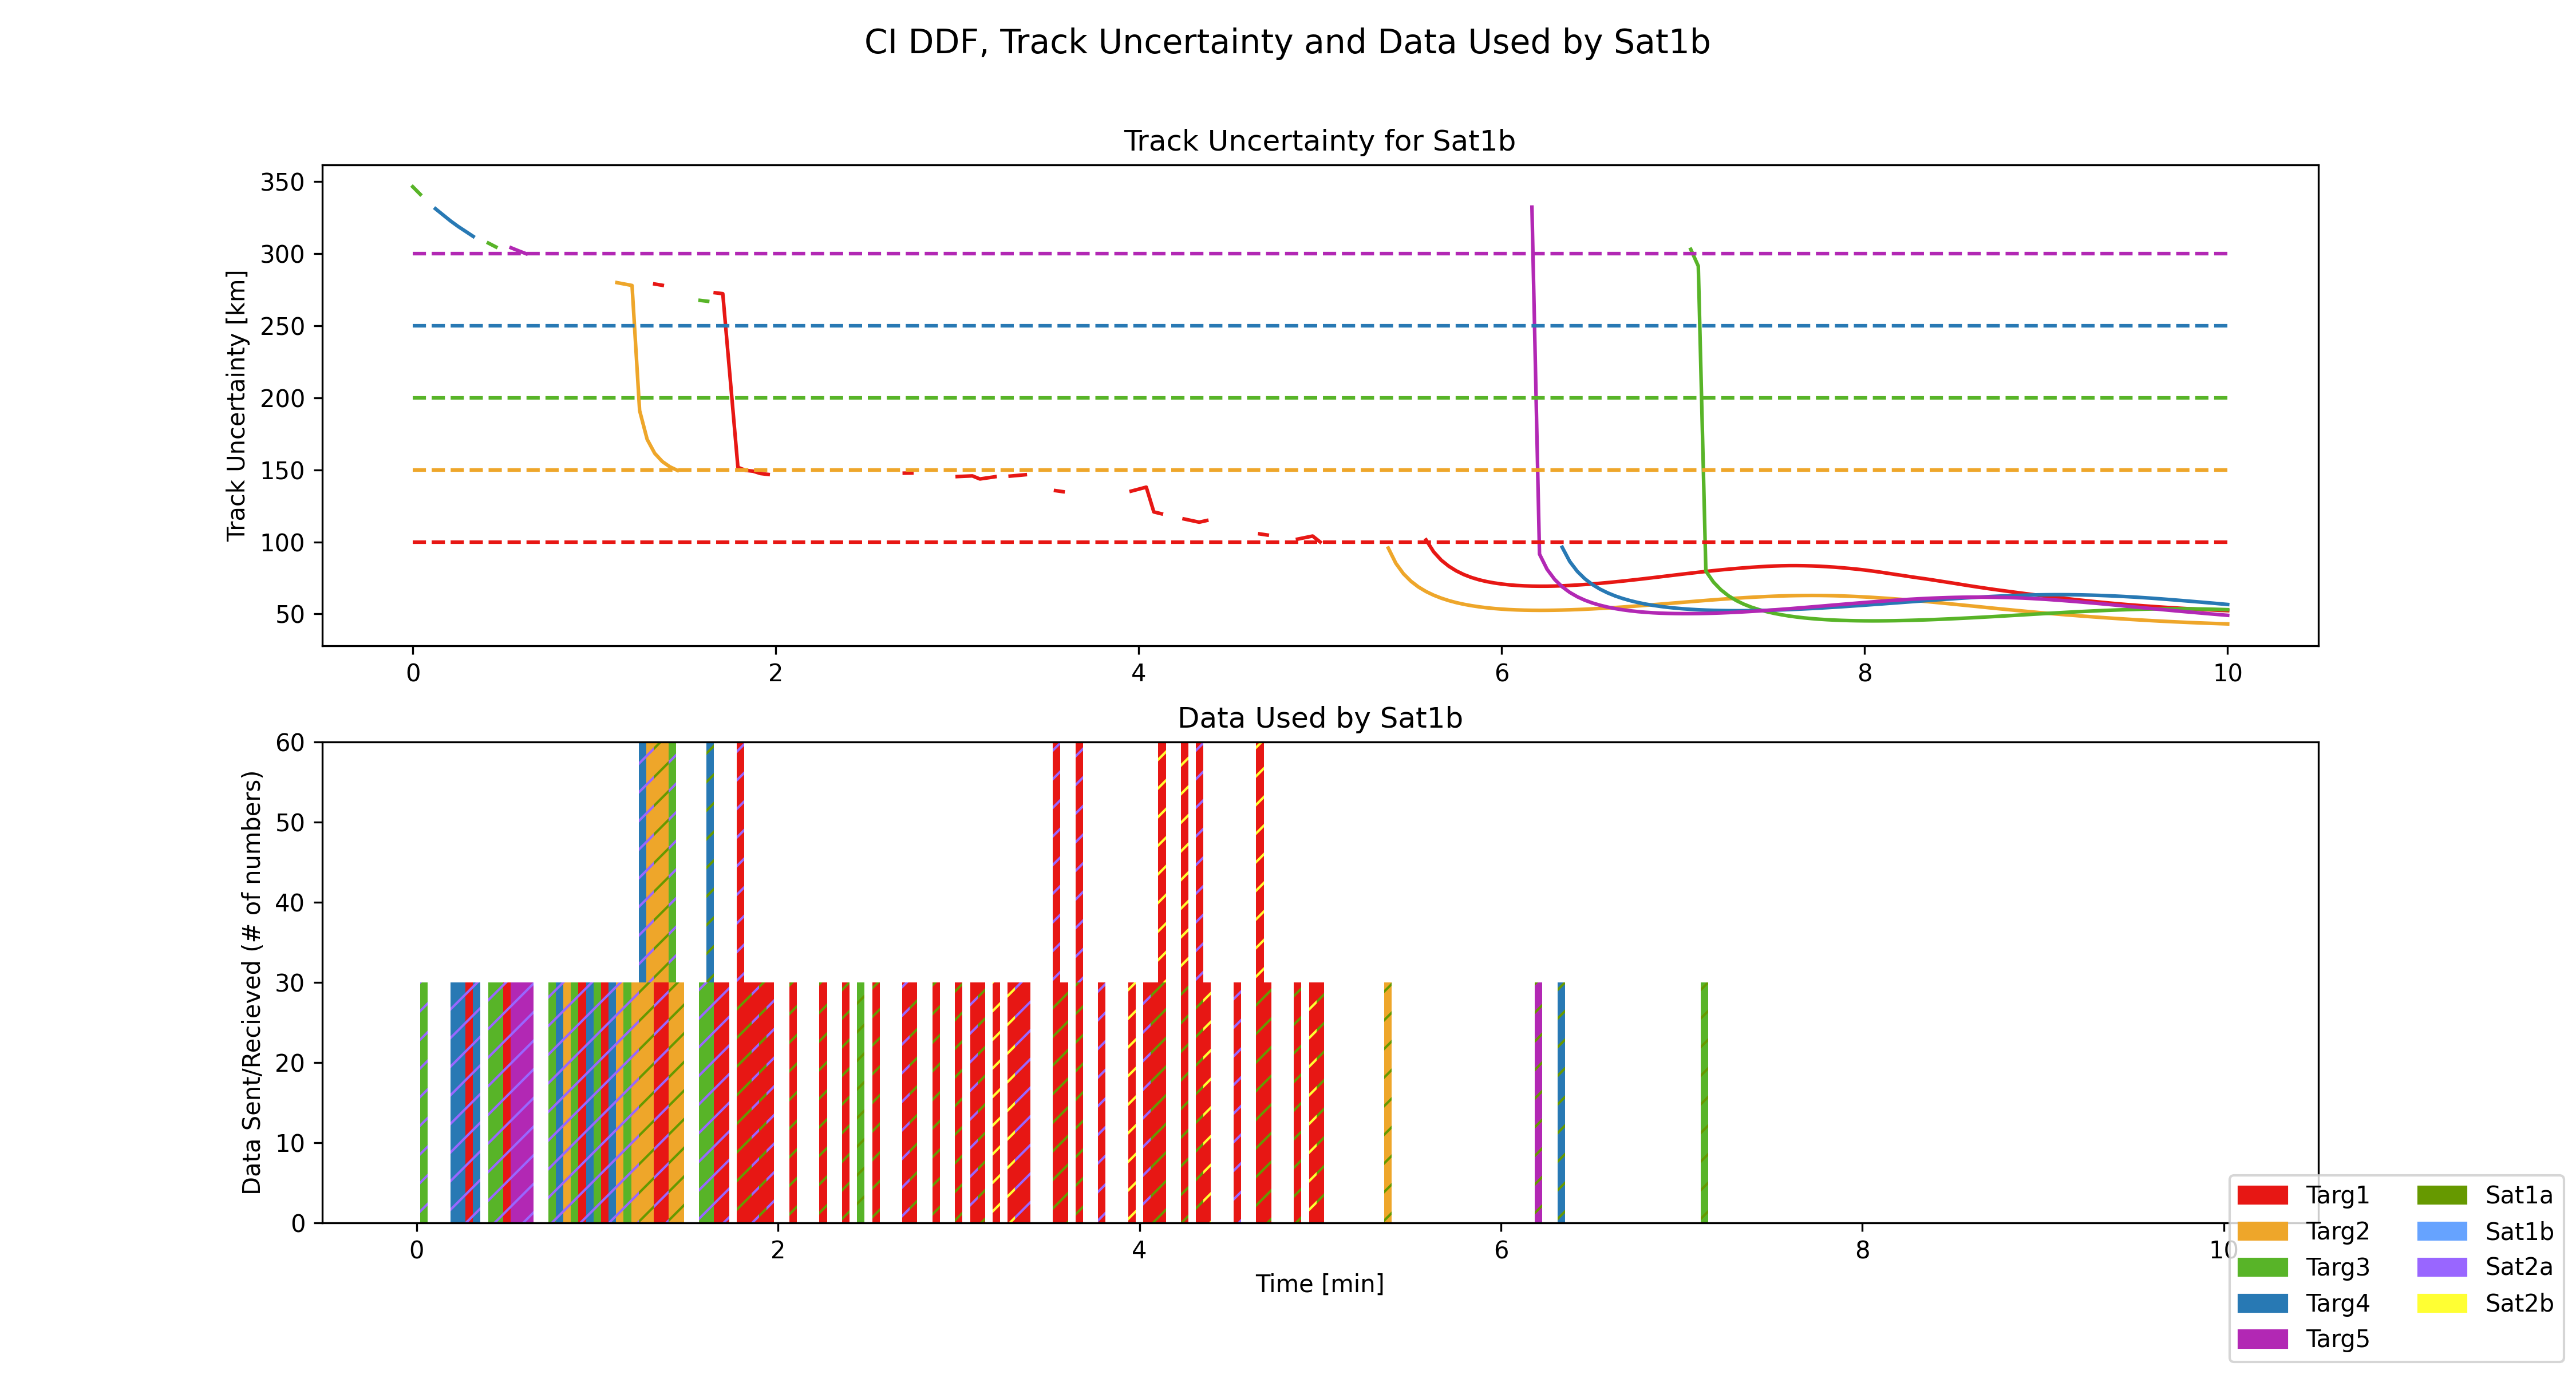 CI DDF, Track Uncertainty and Data Used by Sat1b
Track Uncertainty for Sat1b
Track Uncertainty [km]
350
300
250
200
150
100
50
0 2 4 6 8 10
Data Used by Sat1b
Data Sent/Recieved (# of numbers)
60
50
40
30
20
10
0
0 2 4 6 8 10
Time [min]
Targ1 Sat1a
Targ2 Sat1b
Targ3 Sat2a
Targ4 Sat2b
Targ5